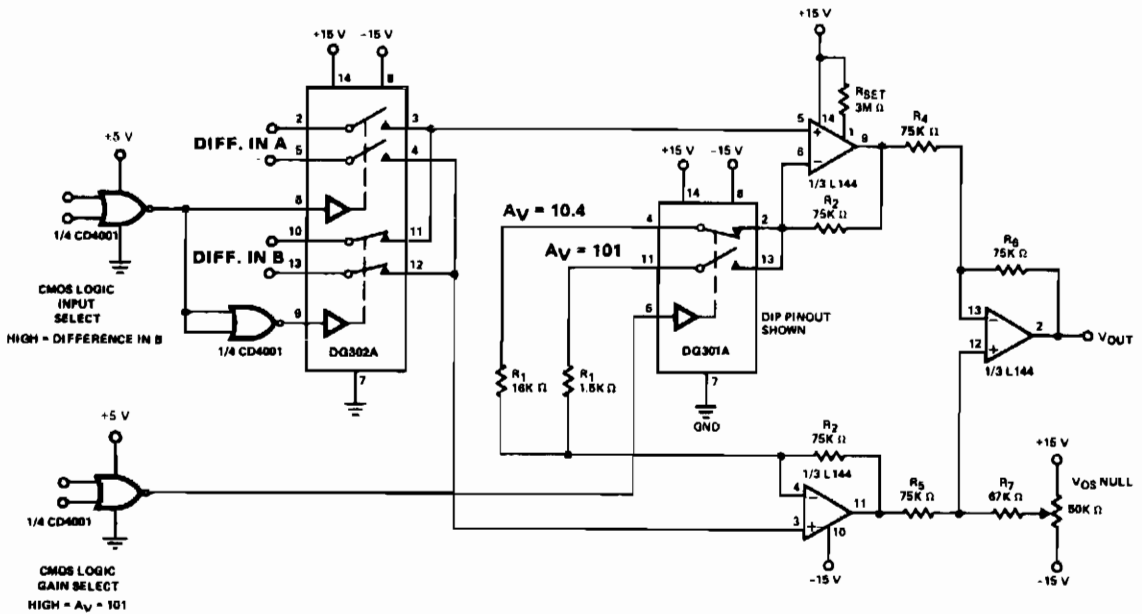 +15 V
-15 V
14
8
2
3
DIFF. IN A
5
4
+5 V
6
10
11
DIFF. IN B
13
12
1/4 CD4001
CMOS LOGIC
INPUT
SELECT
HIGH = DIFFERENCE IN B
9
1/4 CD4001
DG302A
7
+5 V
1/4 CD4001
CMOS LOGIC
GAIN SELECT
HIGH = AV = 101
+15 V
RSET
3M Ω
5
14
1
+
9
6
−
1/3 L144
R4
75K Ω
R2
75K Ω
+15 V
-15 V
14
8
AV = 10.4
4
2
AV = 101
11
13
6
DIP PINOUT
SHOWN
DG301A
7
GND
R1
16K Ω
R1
1.5K Ω
R6
75K Ω
13
−
2
12
+
VOUT
1/3 L144
R2
75K Ω
1/3 L144
4
−
11
3
+
10
-15 V
R5
75K Ω
R7
67K Ω
+15 V
VOS NULL
50K Ω
-15 V